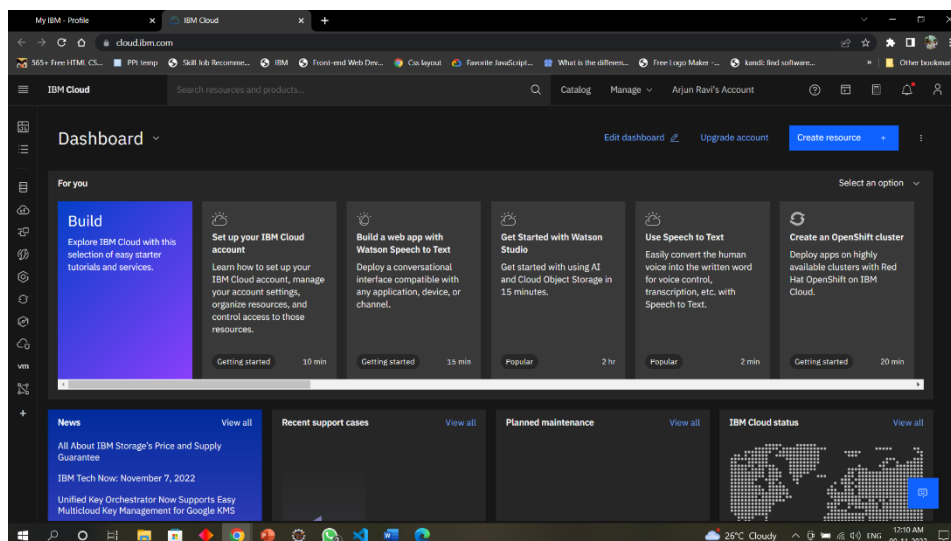 My IBM - Profile
IBM Cloud
cloud.ibm.com
565+ Free HTML CS...
PPt temp
Skill Job Recomme...
IBM
Front-end Web Dev...
Css layout
Favorite JavaScript...
What is the differen...
Free Logo Maker -...
kandi: find software...
Other bookmar
IBM Cloud
Search resources and products...
Catalog
Manage
Arjun Ravi's Account
Dashboard
Edit dashboard
Upgrade account
Create resource +
For you
Select an option
Build
Explore IBM Cloud with this
selection of easy starter
tutorials and services.
Set up your IBM Cloud
account
Learn how to set up your
IBM Cloud account, manage
your account settings,
organize resources, and
control access to those
resources.
Getting started
10 min
Build a web app with
Watson Speech to Text
Deploy a conversational
interface compatible with
any application, device, or
channel.
Getting started
15 min
Get Started with Watson
Studio
Get started with using AI
and Cloud Object Storage in
15 minutes.
Popular
2 hr
Use Speech to Text
Easily convert the human
voice into the written word
for voice control,
transcription, etc. with
Speech to Text.
Popular
2 min
Create an OpenShift cluster
Deploy apps on highly
available clusters with Red
Hat OpenShift on IBM
Cloud.
Getting started
20 min
vm
News
View all
All About IBM Storage's Price and Supply
Guarantee
IBM Tech Now: November 7, 2022
Unified Key Orchestrator Now Supports Easy
Multicloud Key Management for Google KMS
Recent support cases
View all
Planned maintenance
View all
IBM Cloud status
View all
26°C Cloudy
ENG
12:10 AM